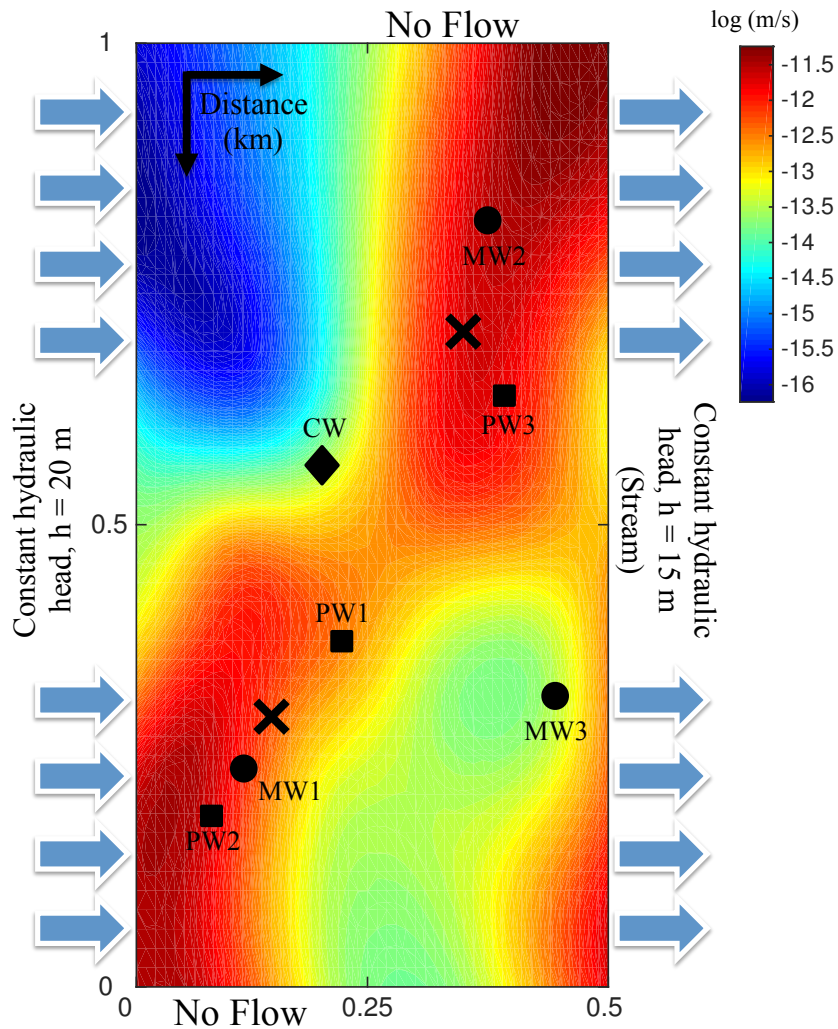 No Flow
log (m/s)
1
Distance
(km)
-11.5
-12
-12.5
-13
-13.5
-14
-14.5
-15
-15.5
-16
MW2
PW3
CW
Constant hydraulic
head, h = 20 m
0.5
Constant hydraulic
head, h = 15 m
(Stream)
PW1
MW3
MW1
PW2
0
0
0.25
0.5
No Flow